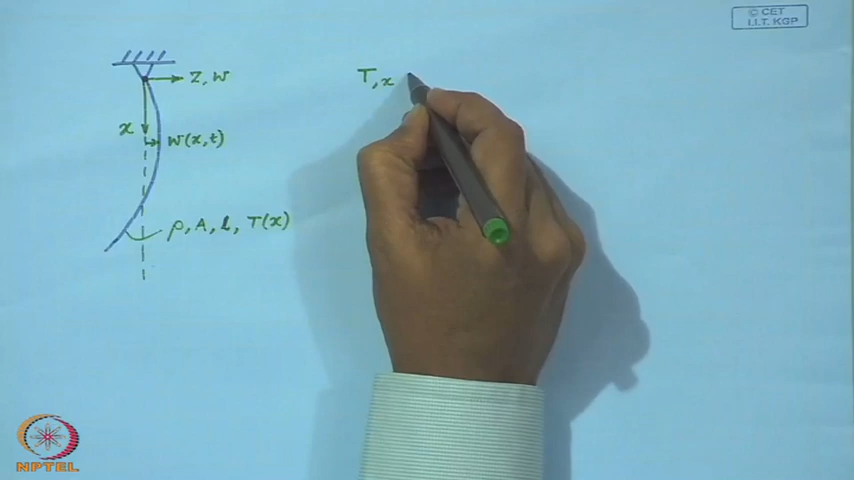 © CET
I.I.T. KGP
Z, W
T,x
x
W(x,t)
ρ, A, l, T(x)
NPTEL